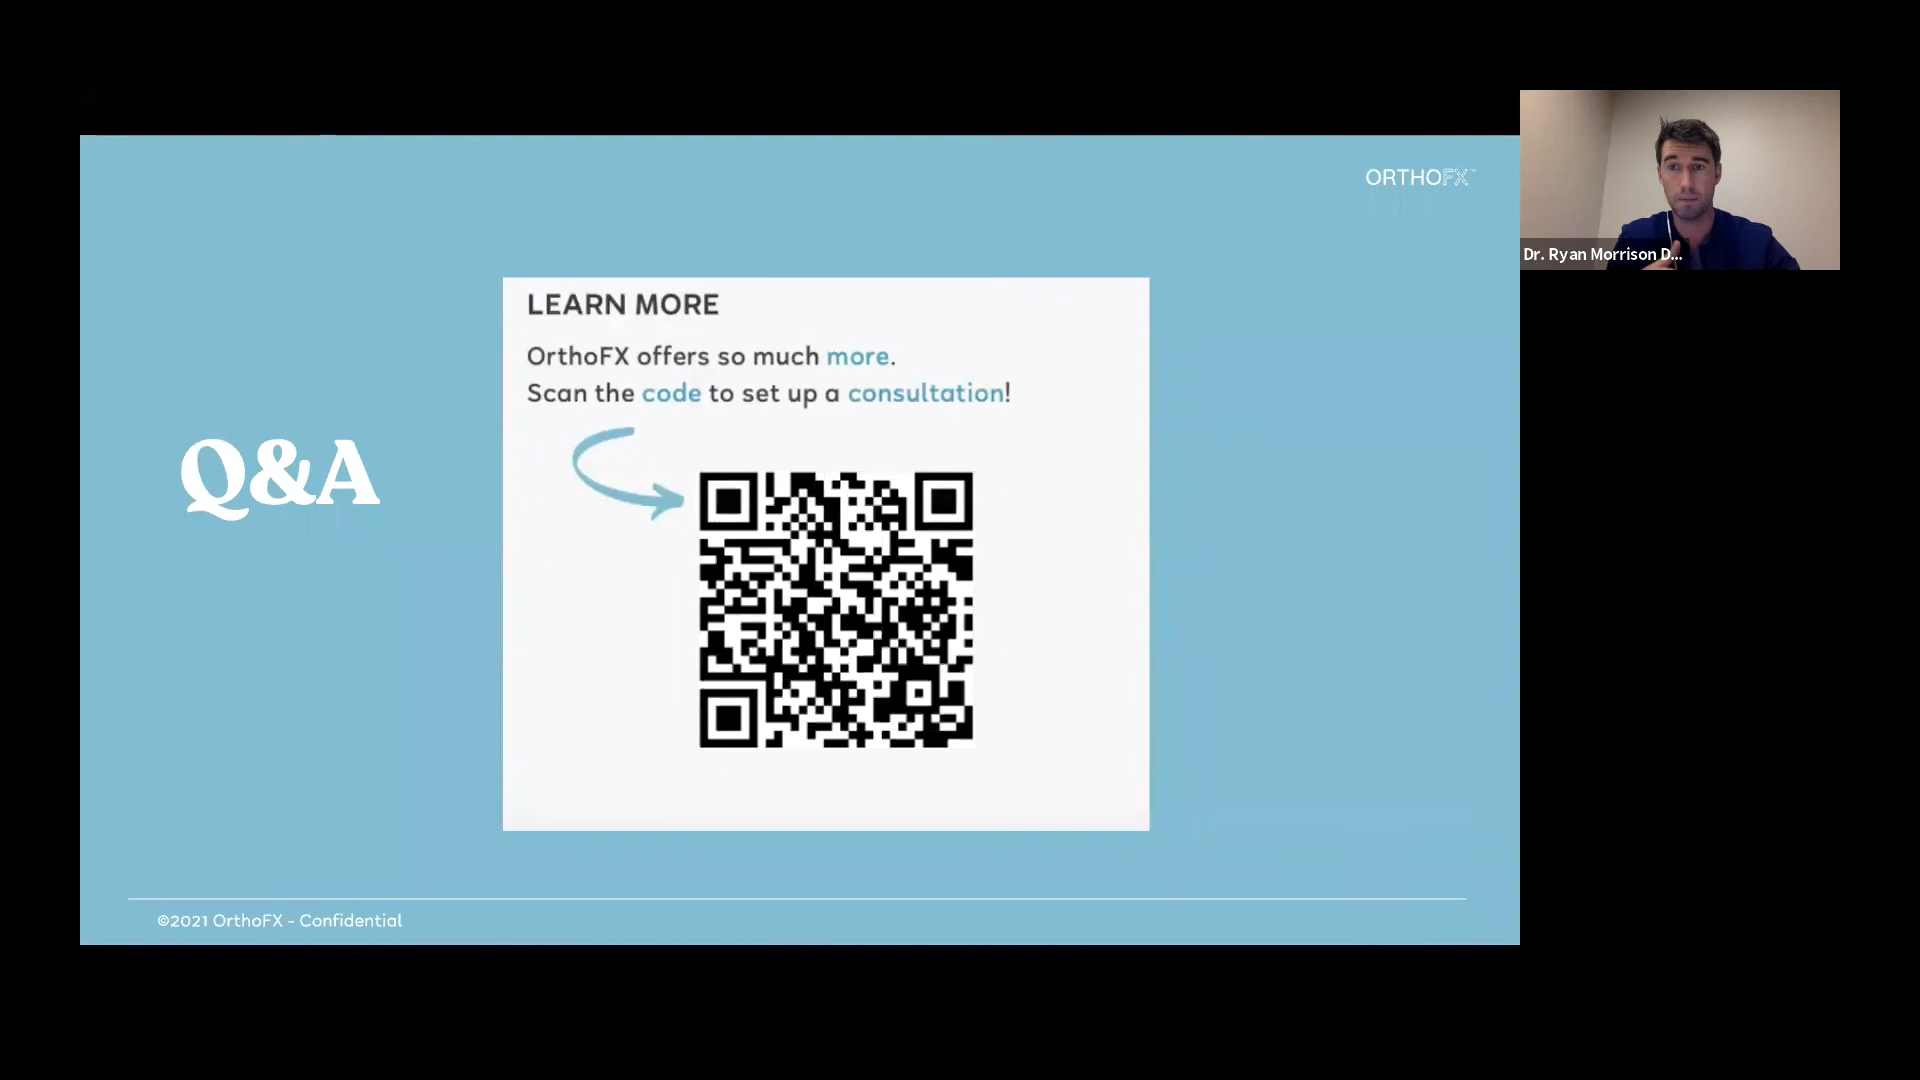 ORTHOFX™
Dr. Ryan Morrison D...
LEARN MORE
OrthoFX offers so much more.
Scan the code to set up a consultation!
Q&A
©2021 OrthoFX - Confidential